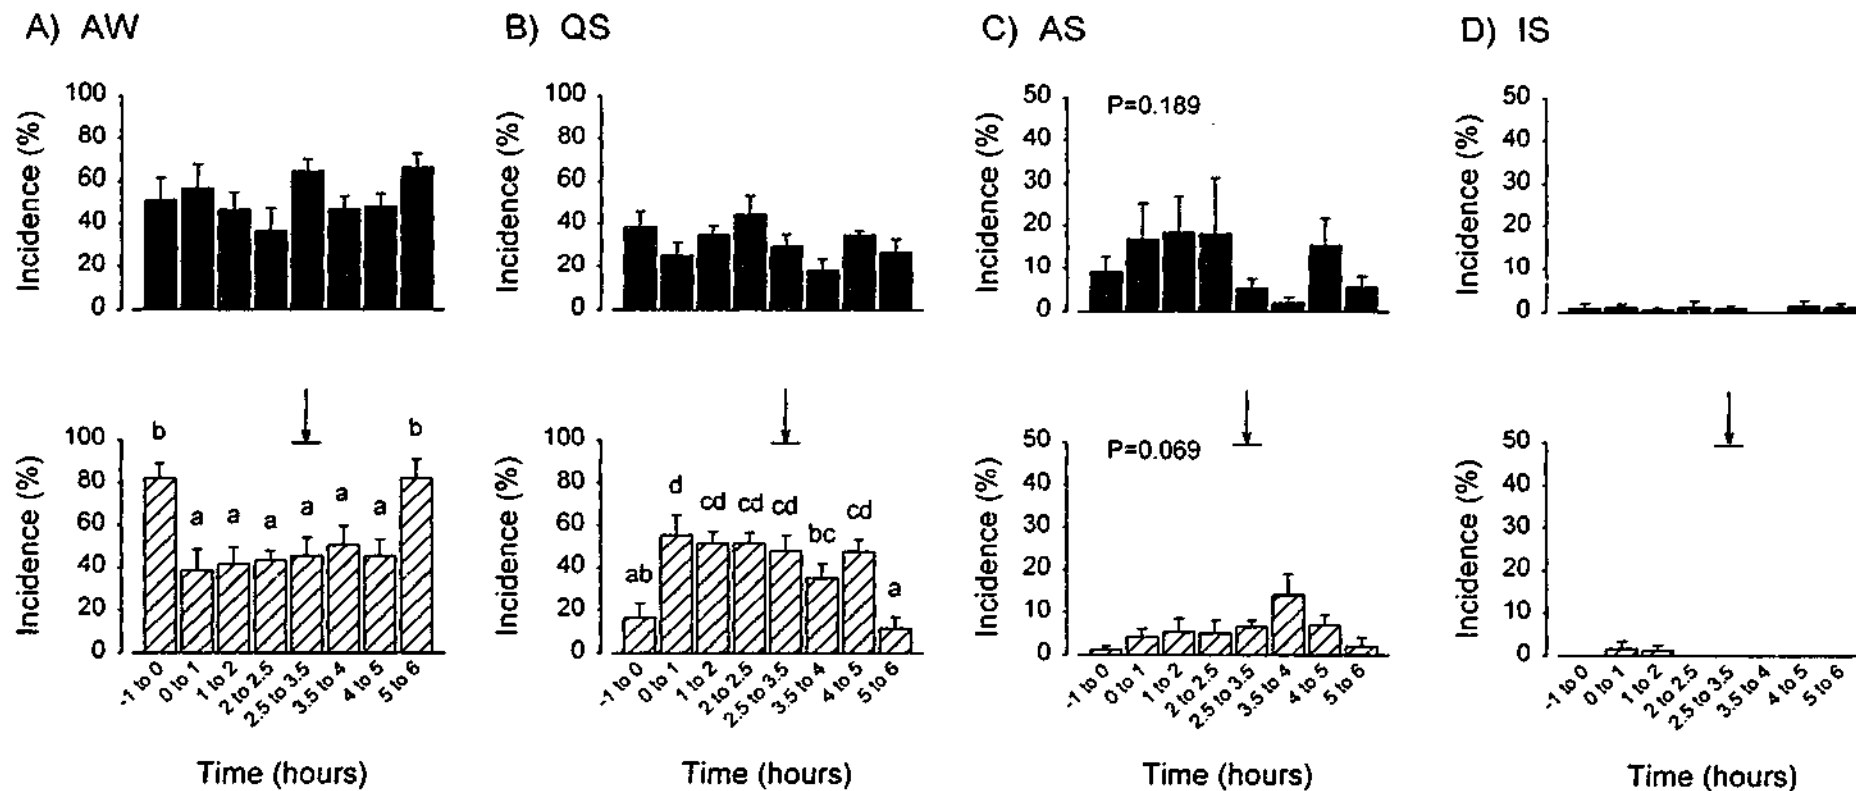 A) AW
B) QS
C) AS
D) IS
Incidence (%)
100
80
60
40
20
0
Incidence (%)
100
80
60
40
20
0
Incidence (%)
50
40
30
20
10
0
P=0.189
Incidence (%)
50
40
30
20
10
0
Incidence (%)
100
80
60
40
20
0
b
a
a
a
a
a
a
b
-1 to 0
0 to 1
1 to 2
2 to 2.5
2.5 to 3.5
3.5 to 4
4 to 5
5 to 6
Time (hours)
Incidence (%)
100
80
60
40
20
0
ab
d
cd
cd
cd
bc
cd
a
-1 to 0
0 to 1
1 to 2
2 to 2.5
2.5 to 3.5
3.5 to 4
4 to 5
5 to 6
Time (hours)
Incidence (%)
50
40
30
20
10
0
P=0.069
-1 to 0
0 to 1
1 to 2
2 to 2.5
2.5 to 3.5
3.5 to 4
4 to 5
5 to 6
Time (hours)
Incidence (%)
50
40
30
20
10
0
-1 to 0
0 to 1
1 to 2
2 to 2.5
2.5 to 3.5
3.5 to 4
4 to 5
5 to 6
Time (hours)